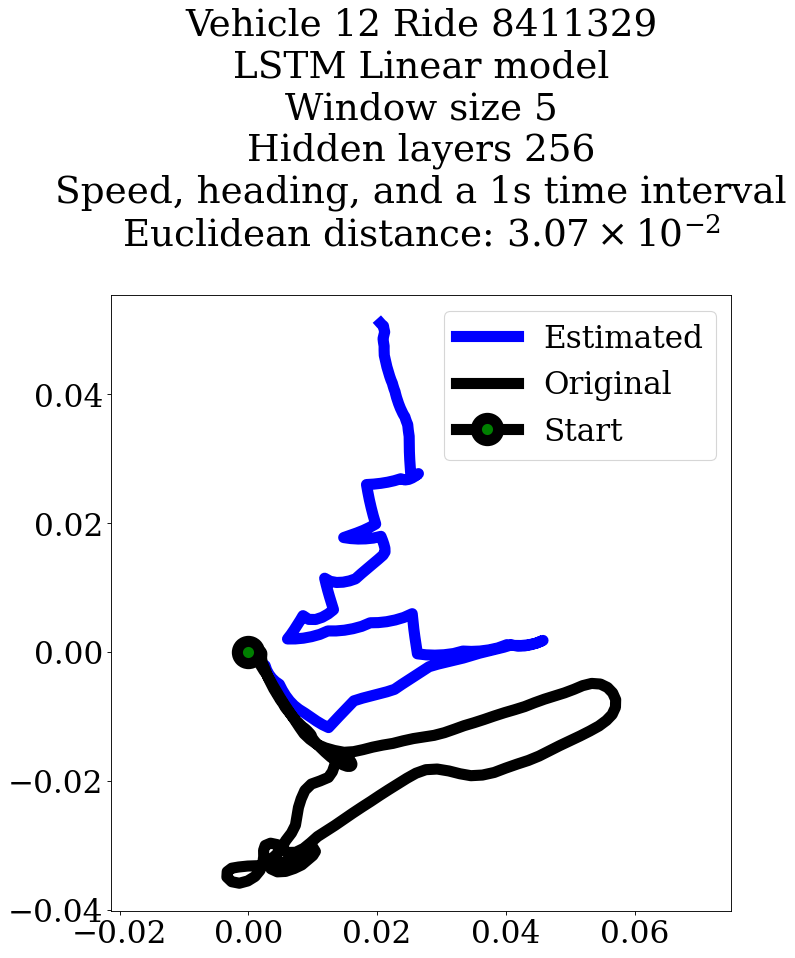 Vehicle 12 Ride 8411329
LSTM Linear model
Window size 5
Hidden layers 256
Speed, heading, and a 1s time interval
Euclidean distance: 3.07 × 10⁻²
Estimated
Original
Start
0.04
0.02
0.00
−0.02
−0.04
−0.02 0.00 0.02 0.04 0.06